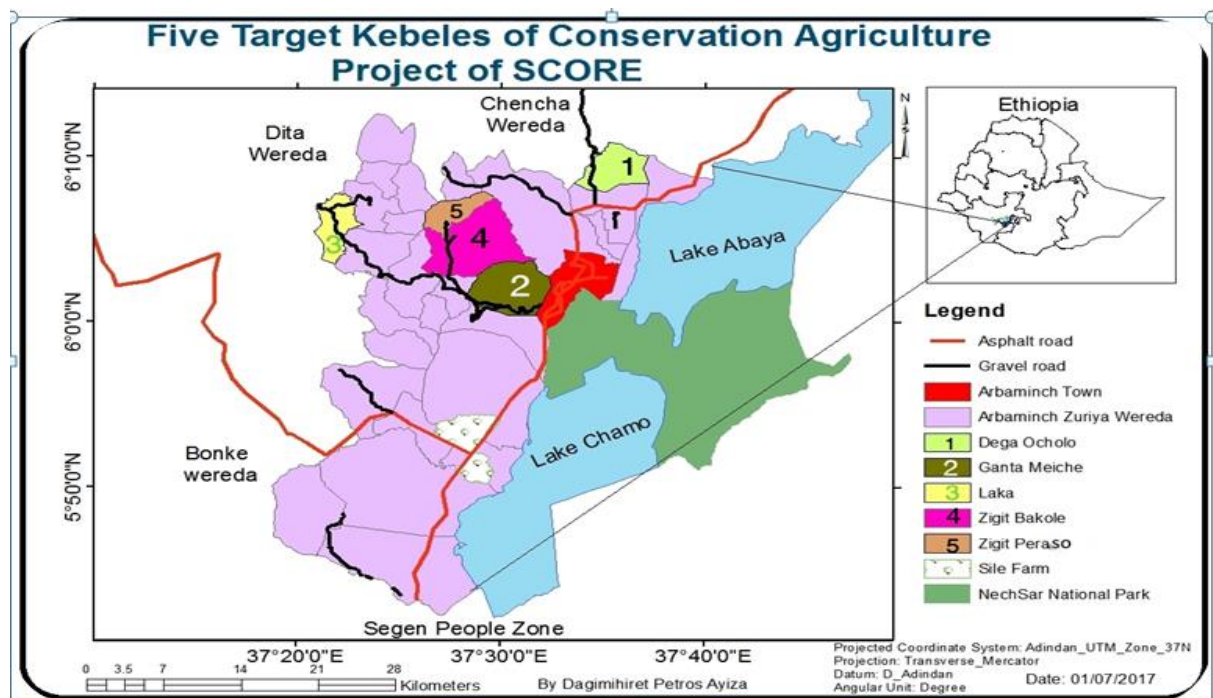 Five Target Kebeles of Conservation Agriculture
Project of SCORE
Chencha
Wereda
Dita
Wereda
Bonke
wereda
Segen People Zone
Lake Abaya
Lake Chamo
1
2
3
4
5
6°10'0"N
6°0'0"N
5°50'0"N
37°20'0"E
37°30'0"E
37°40'0"E
N
Ethiopia
Legend
Asphalt road
Gravel road
Arbaminch Town
Arbaminch Zuriya Wereda
1 Dega Ocholo
2 Ganta Meiche
3 Laka
4 Zigit Bakole
5 Zigit Peraso
Sile Farm
NechSar National Park
0 3.5 7 14 21 28
Kilometers
By Dagimihiret Petros Ayiza
Projected Coordinate System: Adindan_UTM_Zone_37N
Projection: Transverse_Mercator
Datum: D_Adindan
Angular Unit: Degree
Date: 01/07/2017